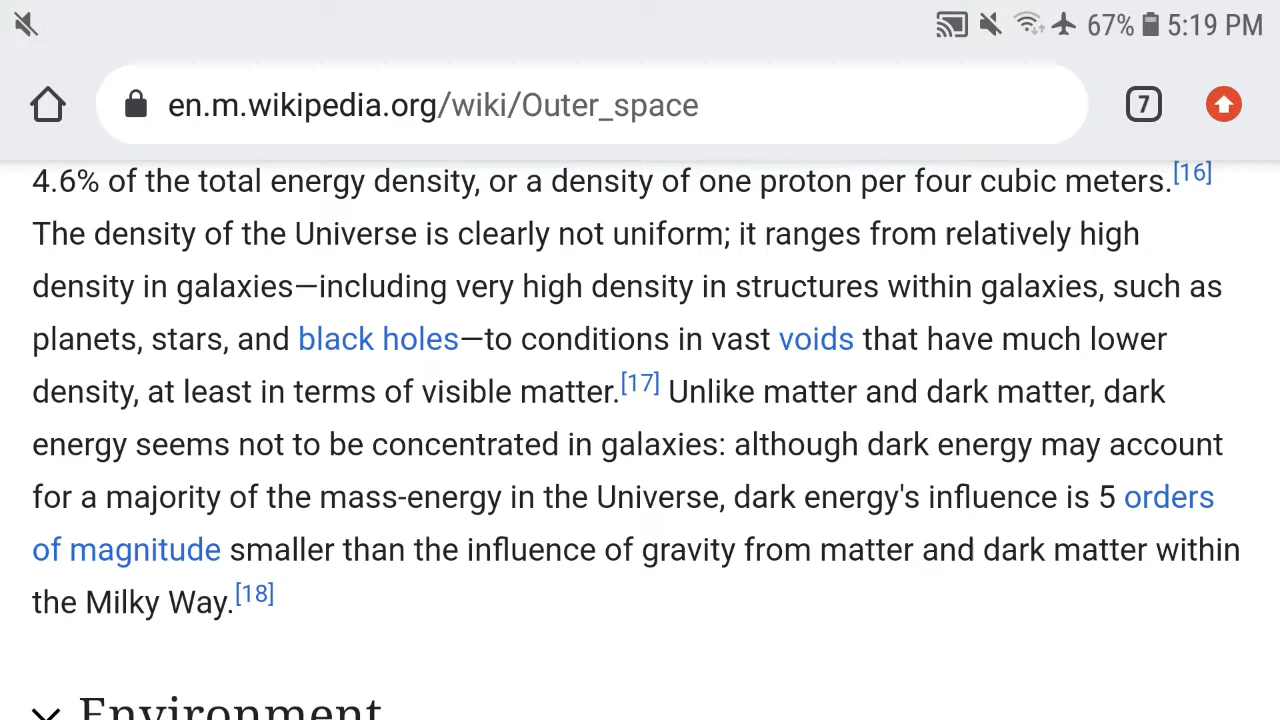 67% 5:19 PM
en.m.wikipedia.org/wiki/Outer_space 7
4.6% of the total energy density, or a density of one proton per four cubic meters.[16]
The density of the Universe is clearly not uniform; it ranges from relatively high
density in galaxies—including very high density in structures within galaxies, such as
planets, stars, and black holes—to conditions in vast voids that have much lower
density, at least in terms of visible matter.[17] Unlike matter and dark matter, dark
energy seems not to be concentrated in galaxies: although dark energy may account
for a majority of the mass-energy in the Universe, dark energy's influence is 5 orders
of magnitude smaller than the influence of gravity from matter and dark matter within
the Milky Way.[18]
Environment